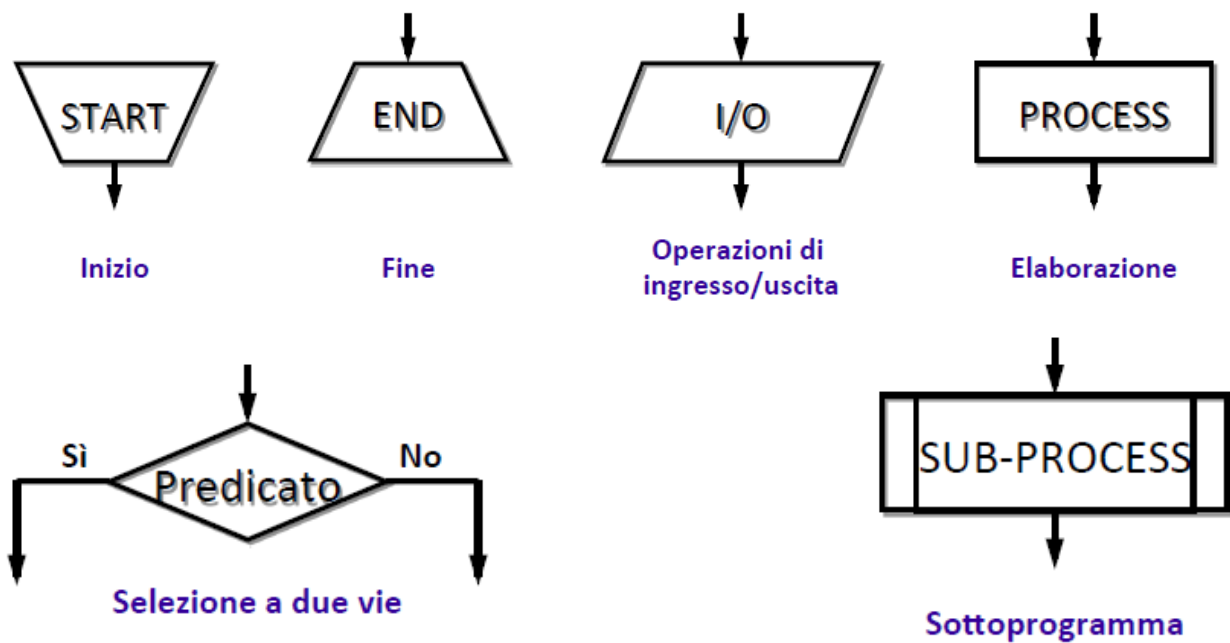 START
END
I/O
PROCESS
Inizio
Fine
Operazioni di
ingresso/uscita
Elaborazione
Sì
No
Predicato
SUB-PROCESS
Selezione a due vie
Sottoprogramma